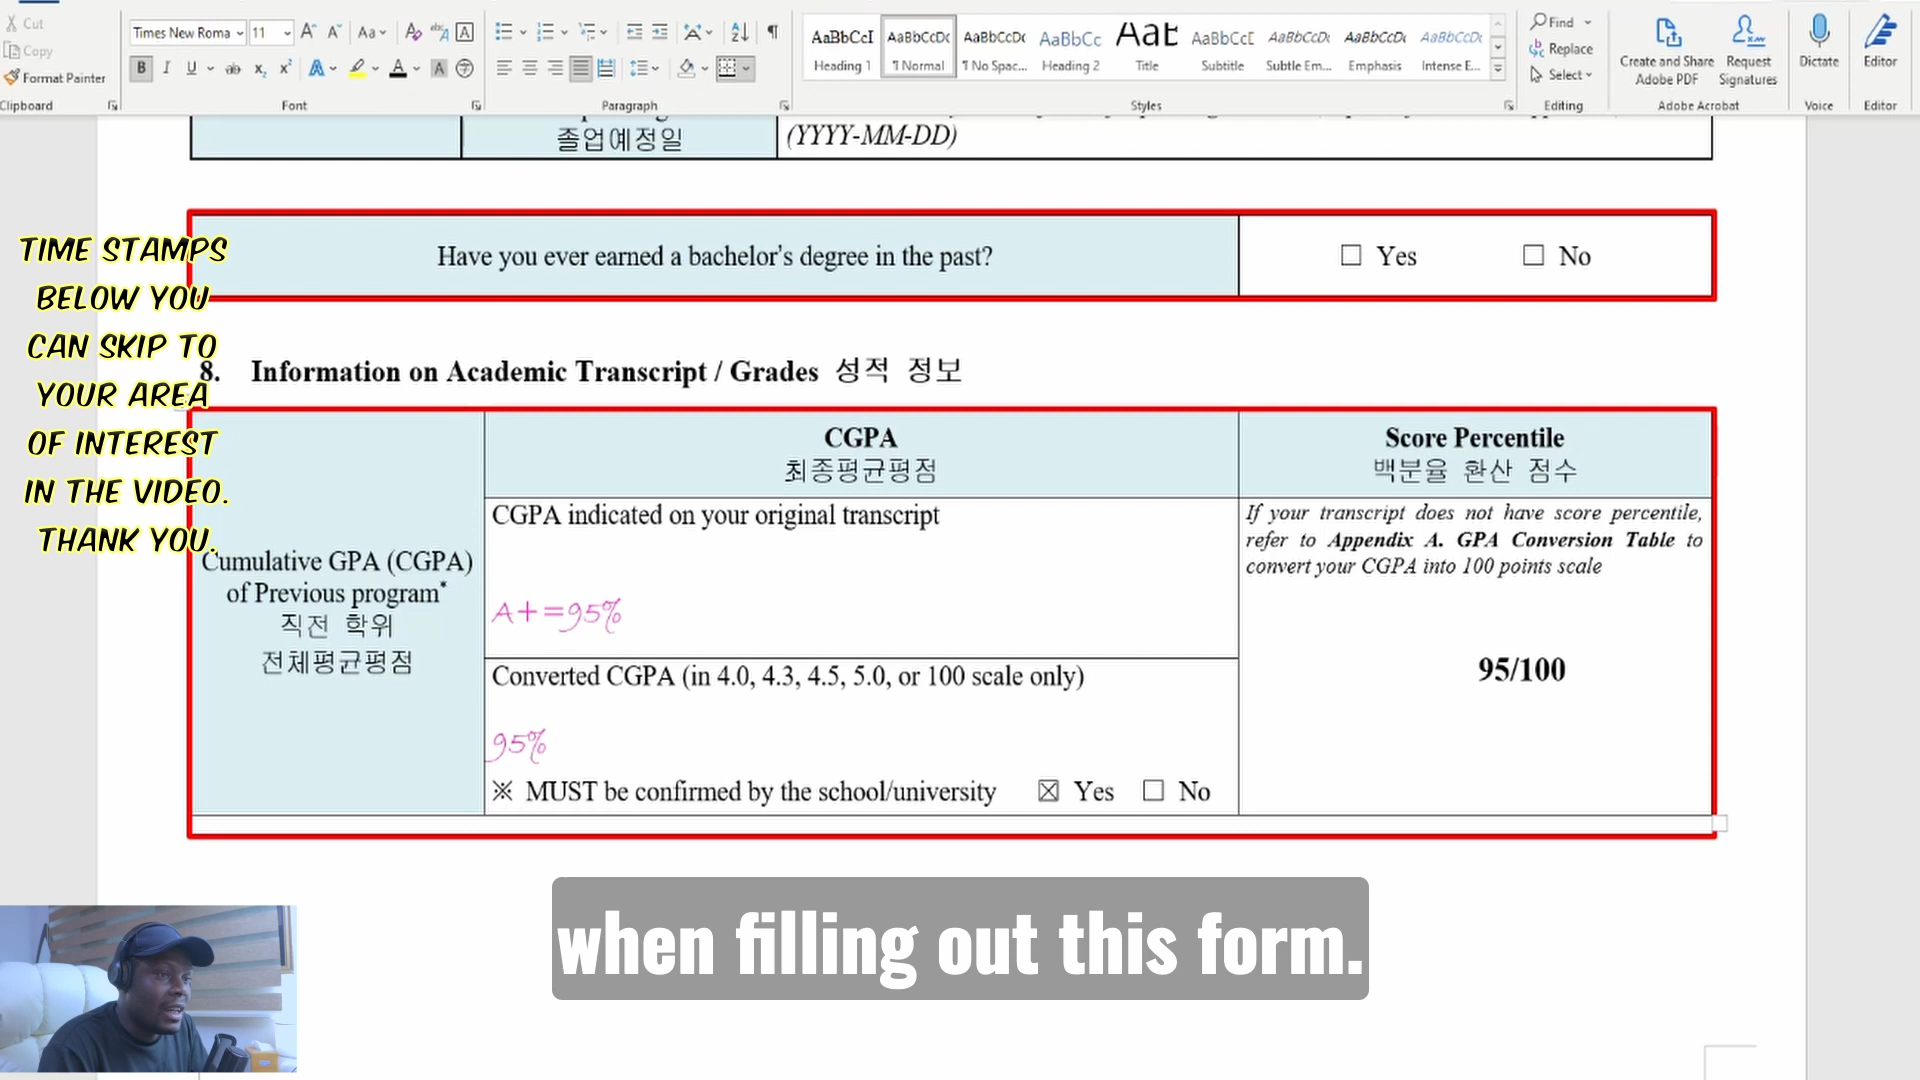 Cut
Copy
Format Painter
Clipboard
Times New Roma
11
Aa
B I U ab x₂ x² A A A
Font
Paragraph
AaBbCcI
Heading 1
AaBbCcDc
¶ Normal
AaBbCcDc
¶ No Spac...
AaBbCc
Heading 2
AaB
Title
AaBbCcD
Subtitle
AaBbCcDc
Subtle Em...
AaBbCcDc
Emphasis
AaBbCcDc
Intense E...
Styles
Find
Replace
Select
Editing
Create and Share
Adobe PDF
Request
Signatures
Adobe Acrobat
Dictate
Voice
Editor
Editor
졸업예정일
(YYYY-MM-DD)
Have you ever earned a bachelor's degree in the past?
☐ Yes ☐ No
TIME STAMPS
BELOW YOU
CAN SKIP TO
YOUR AREA
OF INTEREST
IN THE VIDEO.
THANK YOU.
8. Information on Academic Transcript / Grades 성적 정보
CGPA
최종평균평점
Score Percentile
백분율 환산 점수
Cumulative GPA (CGPA)
of Previous program*
직전 학위
전체평균평점
CGPA indicated on your original transcript
A+=95%
Converted CGPA (in 4.0, 4.3, 4.5, 5.0, or 100 scale only)
95%
※ MUST be confirmed by the school/university ☒ Yes ☐ No
If your transcript does not have score percentile,
refer to Appendix A. GPA Conversion Table to
convert your CGPA into 100 points scale
95/100
when filling out this form.